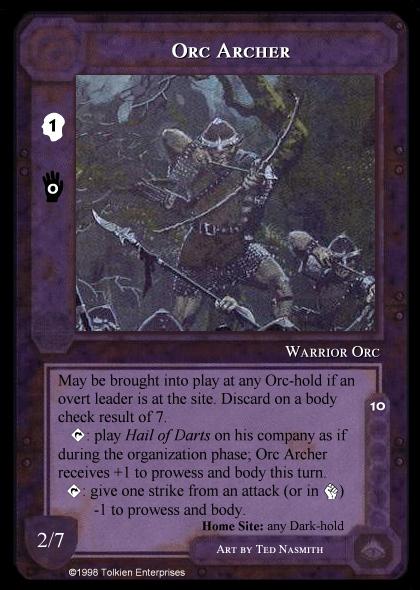 Orc Archer
1
0
Warrior Orc
May be brought into play at any Orc-hold if an
overt leader is at the site. Discard on a body
check result of 7.
: play Hail of Darts on his company as if
during the organization phase; Orc Archer
receives +1 to prowess and body this turn.
: give one strike from an attack (or in )
-1 to prowess and body.
10
Home Site: any Dark-hold
2/7
Art by Ted Nasmith
©1998 Tolkien Enterprises